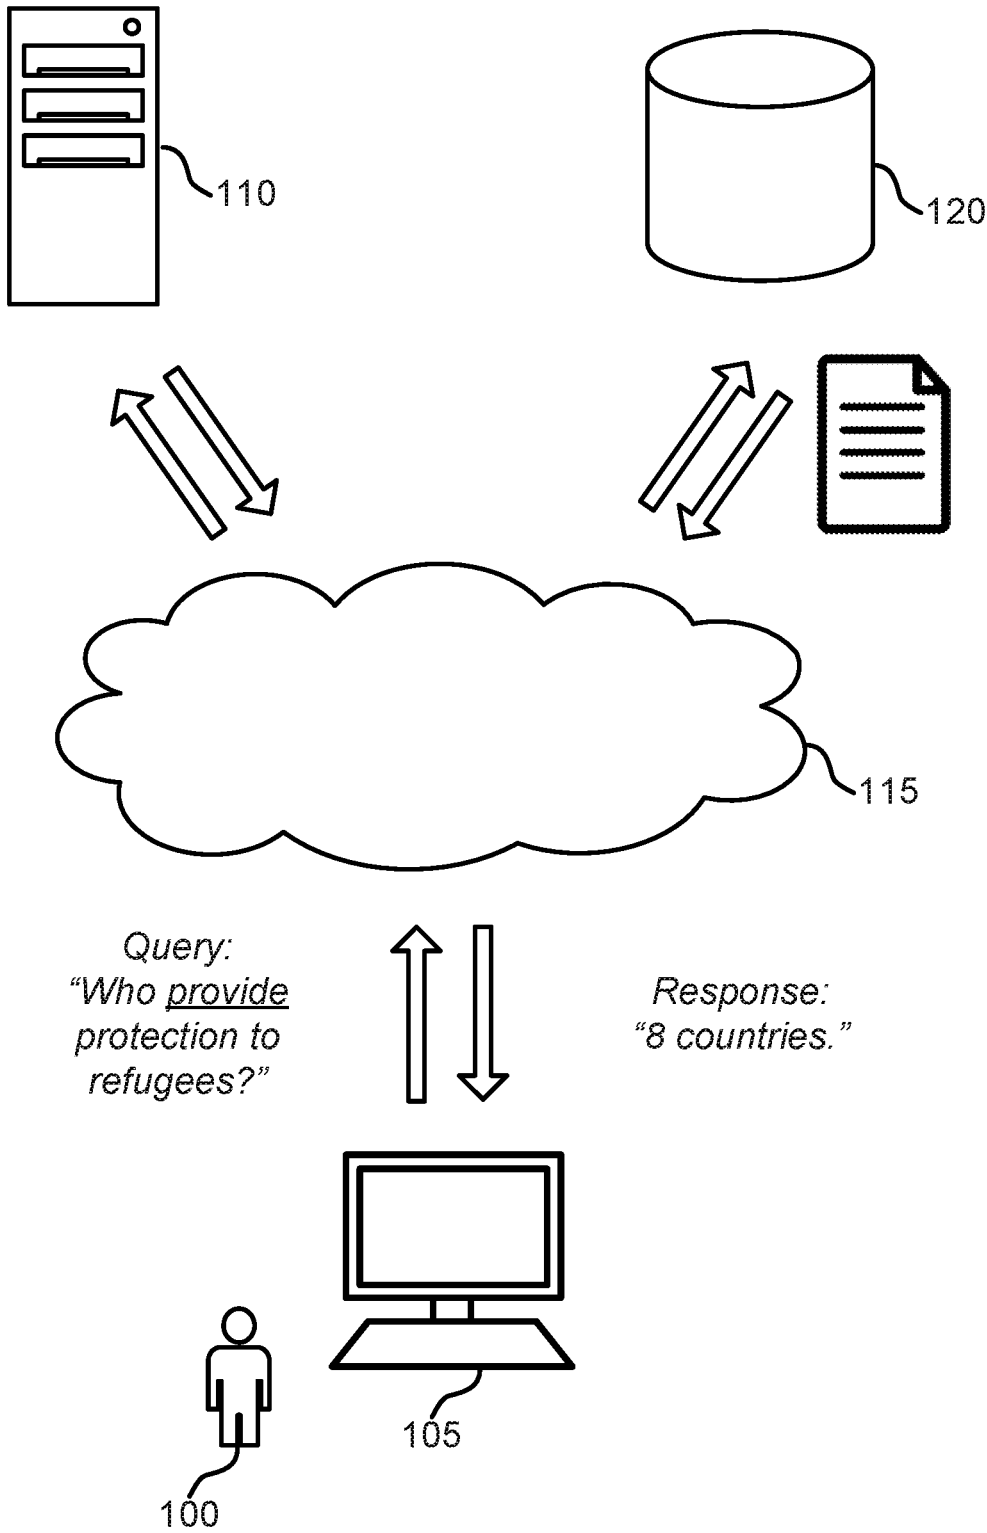 110
120
115
Query:
“Who provide
protection to
refugees?”
Response:
“8 countries.”
105
100